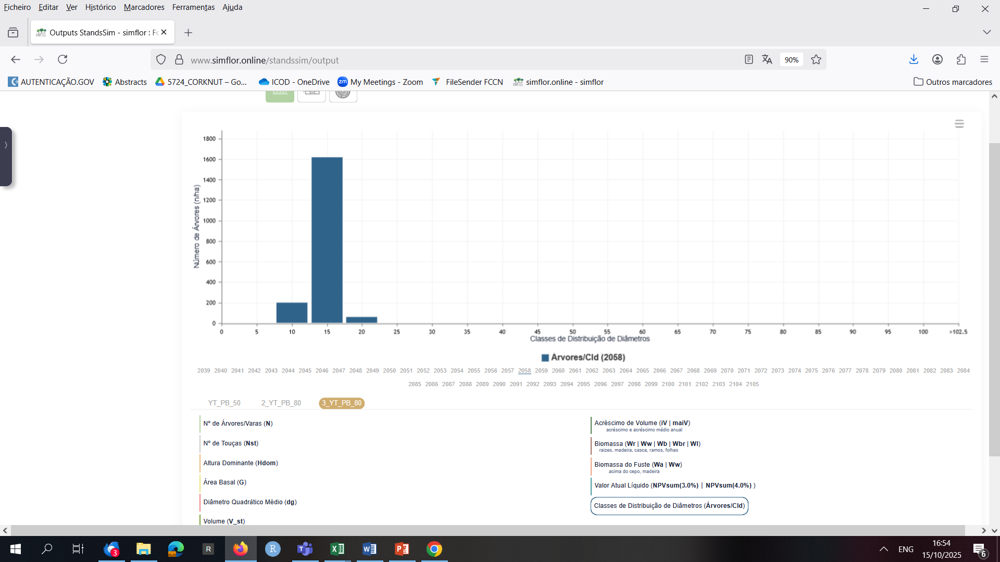 Ficheiro Editar Ver Histórico Marcadores Ferramentas Ajuda
Outputs StandsSim - simflor : Fo
www.simflor.online/standssim/output
90%
AUTENTICAÇÃO.GOV Abstracts 5724_CORKNUT – Go... ICOD - OneDrive zm My Meetings - Zoom FileSender FCCN simflor.online - simflor Outros marcadores
1800
1600
1400
1200
1000
800
600
400
200
0
Número de Árvores (n/ha)
0 5 10 15 20 25 30 35 40 45 50 55 60 65 70 75 80 85 90 95 100 >102.5
Classes de Distribuição de Diâmetros
Árvores/Cld (2058)
2039 2040 2041 2042 2043 2044 2045 2046 2047 2048 2049 2050 2051 2052 2053 2054 2055 2056 2057 2058 2059 2060 2061 2062 2063 2064 2065 2066 2067 2068 2069 2070 2071 2072 2073 2074 2075 2076 2077 2078 2079 2080 2081 2082 2083 2084
2085 2086 2087 2088 2089 2090 2091 2092 2093 2094 2095 2096 2097 2098 2099 2100 2101 2102 2103 2104 2105
YT_PB_50 2_YT_PB_80 3_YT_PB_80
Nº de Árvores/Varas (N)
Nº de Touças (Nst)
Altura Dominante (Hdom)
Área Basal (G)
Diâmetro Quadrático Médio (dg)
Volume (V_st)
Acréscimo de Volume (iV | maiV)
acréscimo e acréscimo médio anual
Biomassa (Wr | Ww | Wb | Wbr | Wl)
raizes, madeira, casca, ramos, folhas
Biomassa do Fuste (Wa | Ww)
acima do cepo, madeira
Valor Atual Líquido (NPVsum(3.0%) | NPVsum(4.0%) )
Classes de Distribuição de Diâmetros (Árvores/Cld)
3
R
R
ENG
16:54
15/10/2025
6